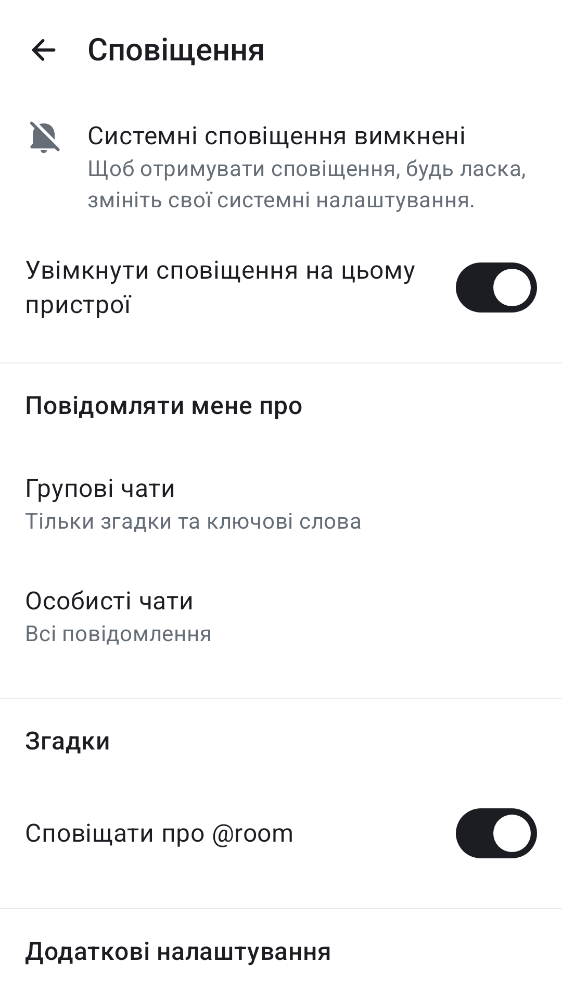 Сповіщення
Системні сповіщення вимкнені
Щоб отримувати сповіщення, будь ласка,
змініть свої системні налаштування.
Увімкнути сповіщення на цьому
пристрої
Повідомляти мене про
Групові чати
Тільки згадки та ключові слова
Особисті чати
Всі повідомлення
Згадки
Сповіщати про @room
Додаткові налаштування